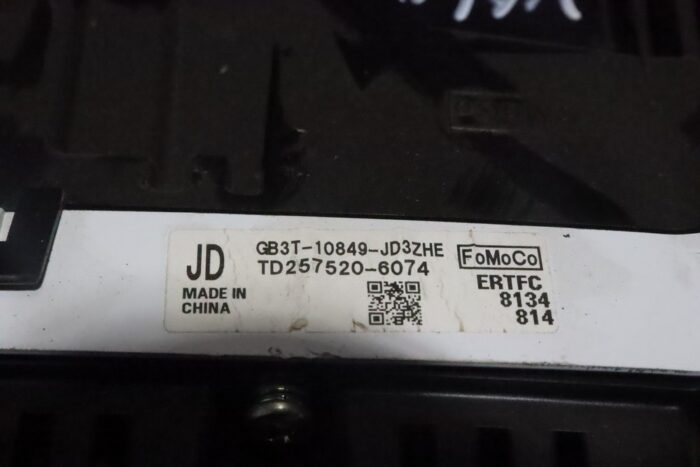 JD
GB3T-10849-JD3ZHE
TD257520-6074
FoMoCo
MADE IN
CHINA
ERTFC
8134
814